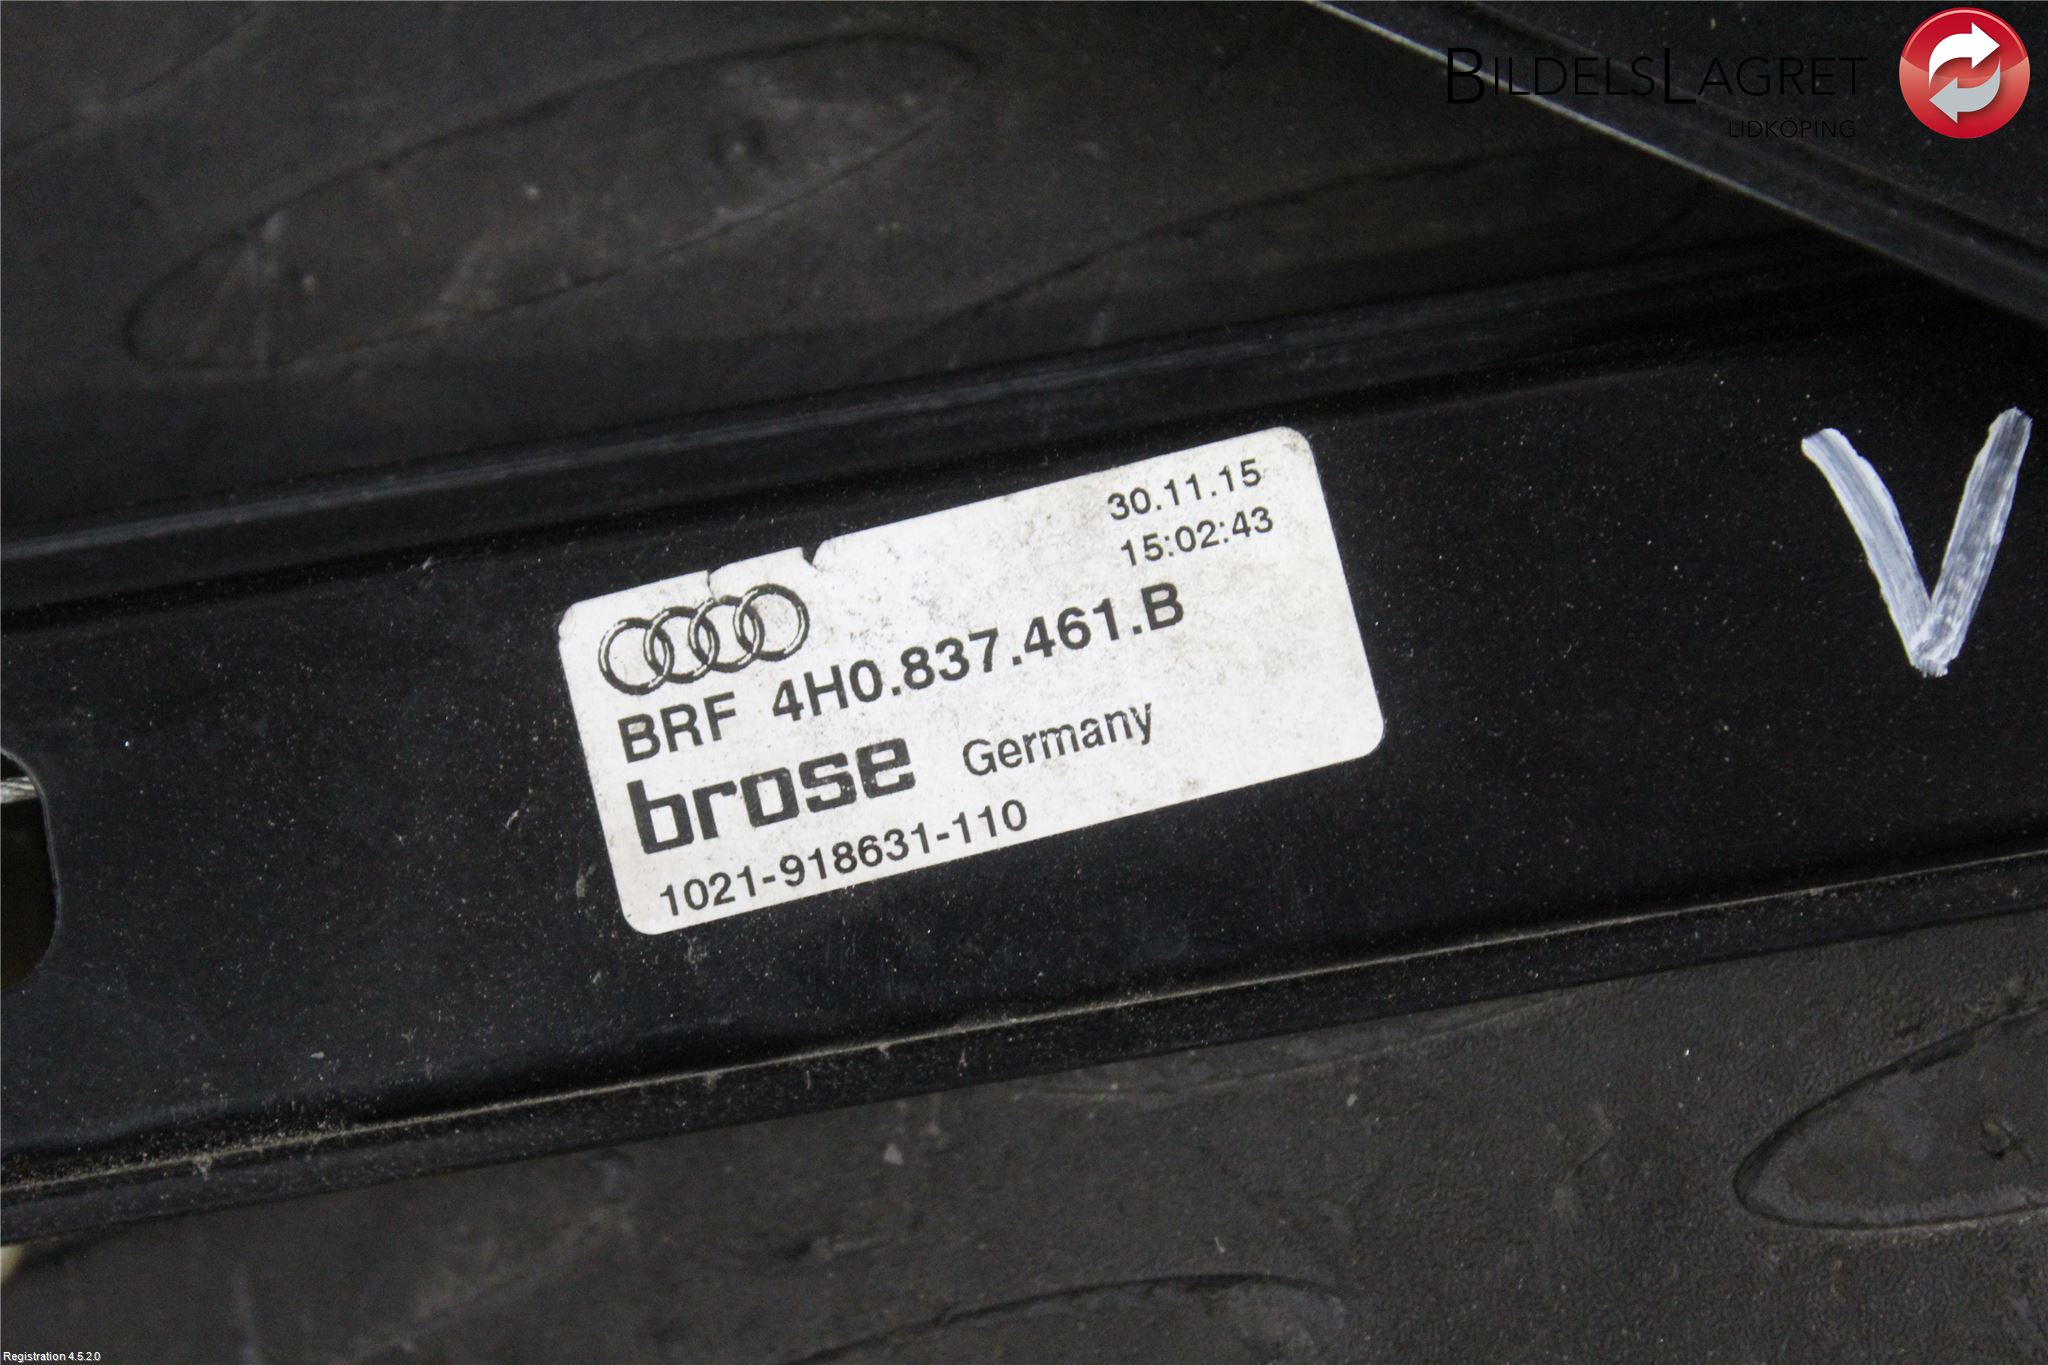 BILDELSLAGRET
LIDKÖPING
30.11.15
15:02:43
BRF 4H0.837.461.B
brose Germany
1021-918631-110
V
Registration 4.5.2.0